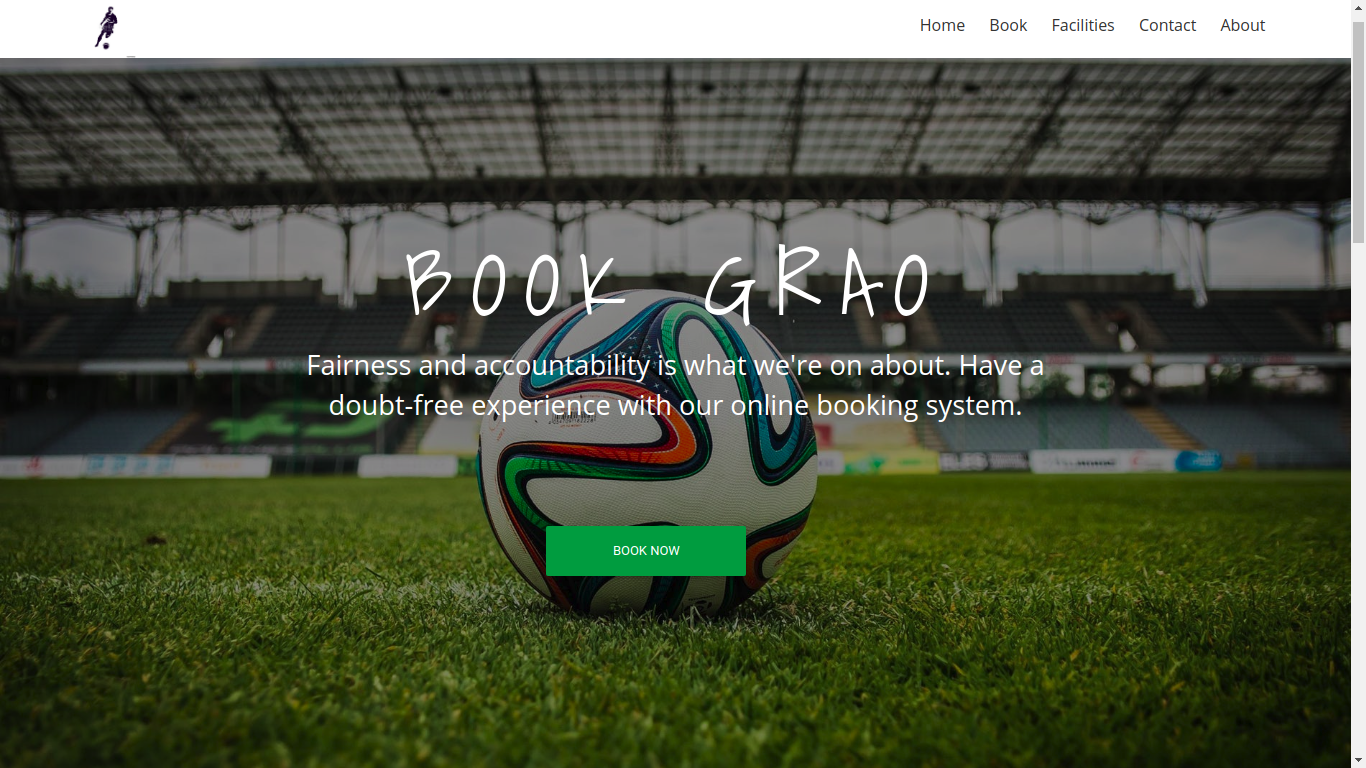 Home Book Facilities Contact About
BOOK GRAO
Fairness and accountability is what we're on about. Have a
doubt-free experience with our online booking system.
BOOK NOW